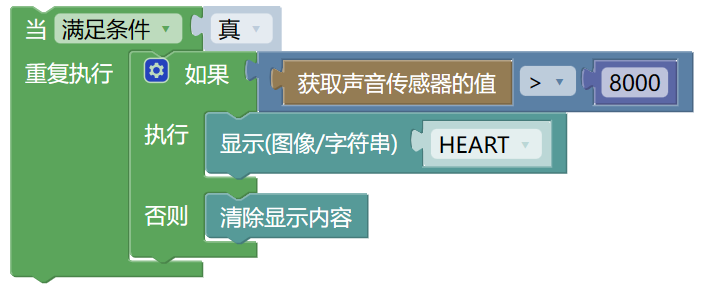 当 满足条件 真
重复执行 如果 获取声音传感器的值 > 8000
执行 显示(图像/字符串) HEART
否则 清除显示内容